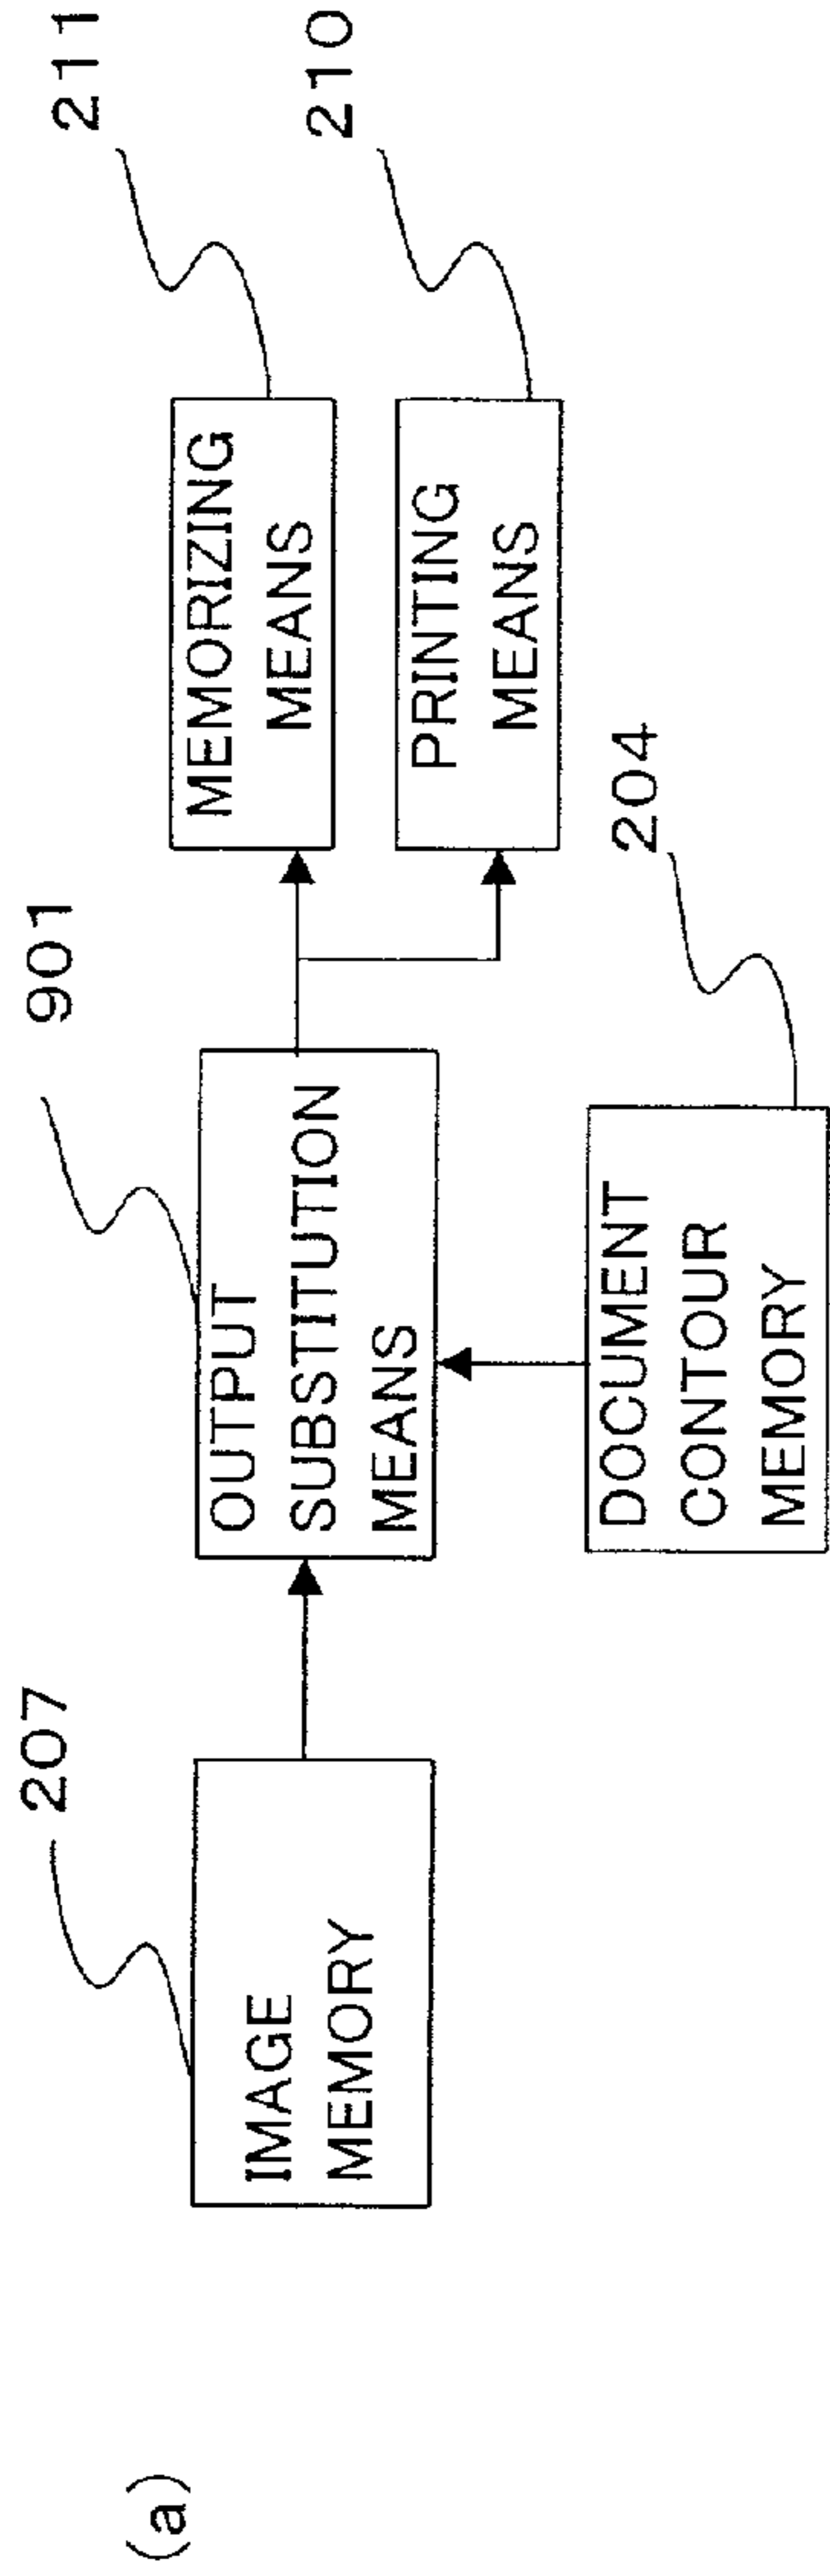 (a)
207
901
211
IMAGE
MEMORY
OUTPUT
SUBSTITUTION
MEANS
MEMORIZING
MEANS
210
PRINTING
MEANS
204
DOCUMENT
CONTOUR
MEMORY